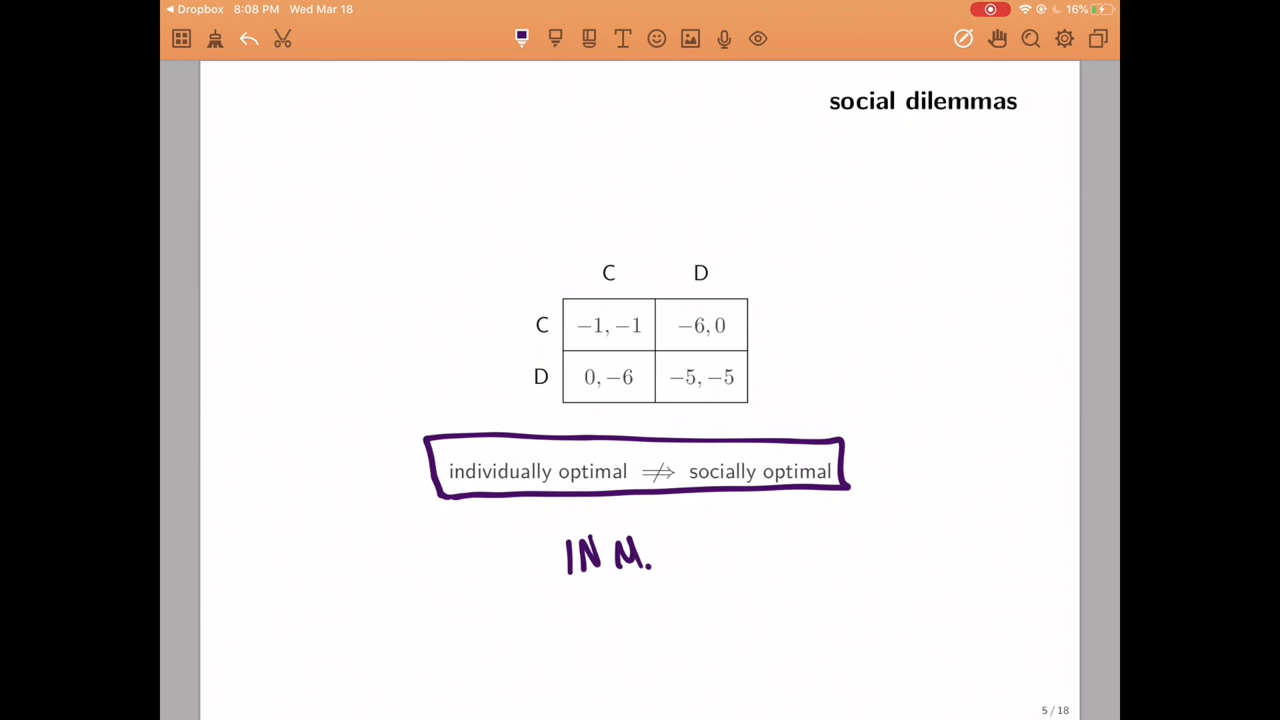 Dropbox 8:08 PM Wed Mar 18 16%
social dilemmas
C D
C −1, −1 −6, 0
D 0, −6 −5, −5
individually optimal ⇏ socially optimal
IN M.
5 / 18